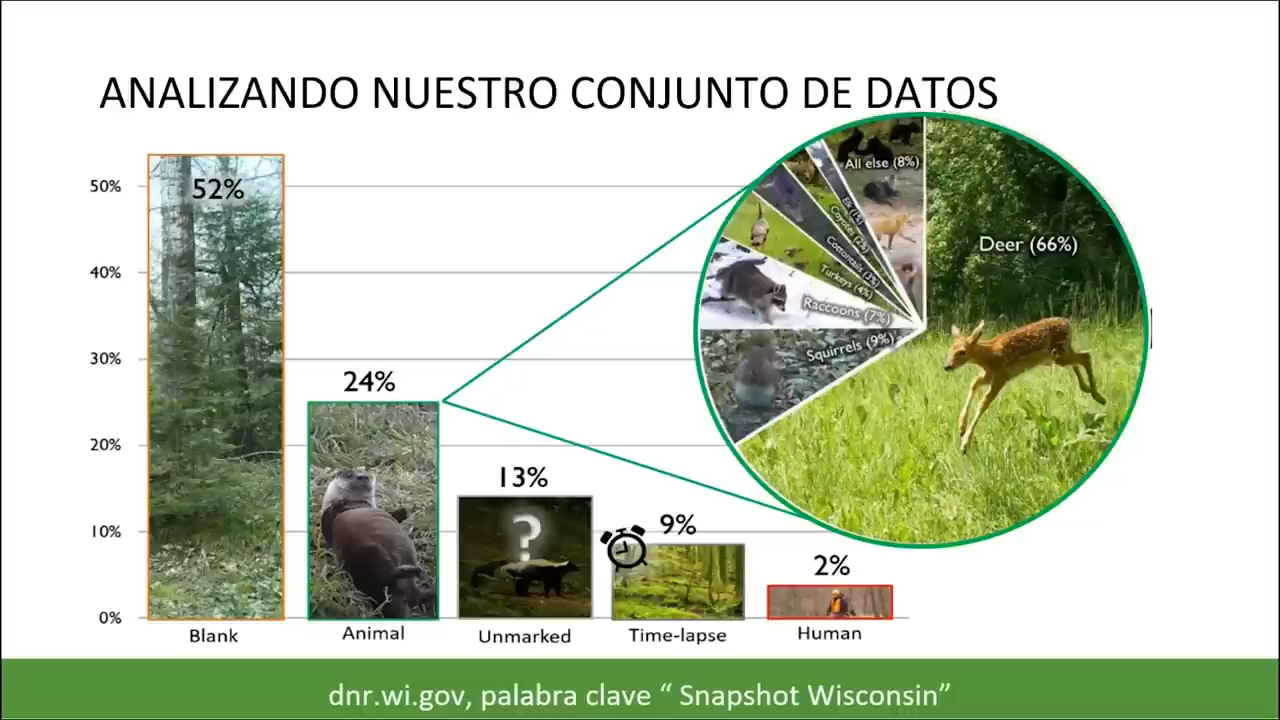 ANALIZANDO NUESTRO CONJUNTO DE DATOS
50%
40%
30%
20%
10%
0%
52%
24%
13%
?
9%
2%
Blank
Animal
Unmarked
Time-lapse
Human
All else (8%)
Elk (1%)
Coyotes (2%)
Cottontails (3%)
Turkeys (4%)
Raccoons (7%)
Squirrels (9%)
Deer (66%)
dnr.wi.gov, palabra clave “ Snapshot Wisconsin”